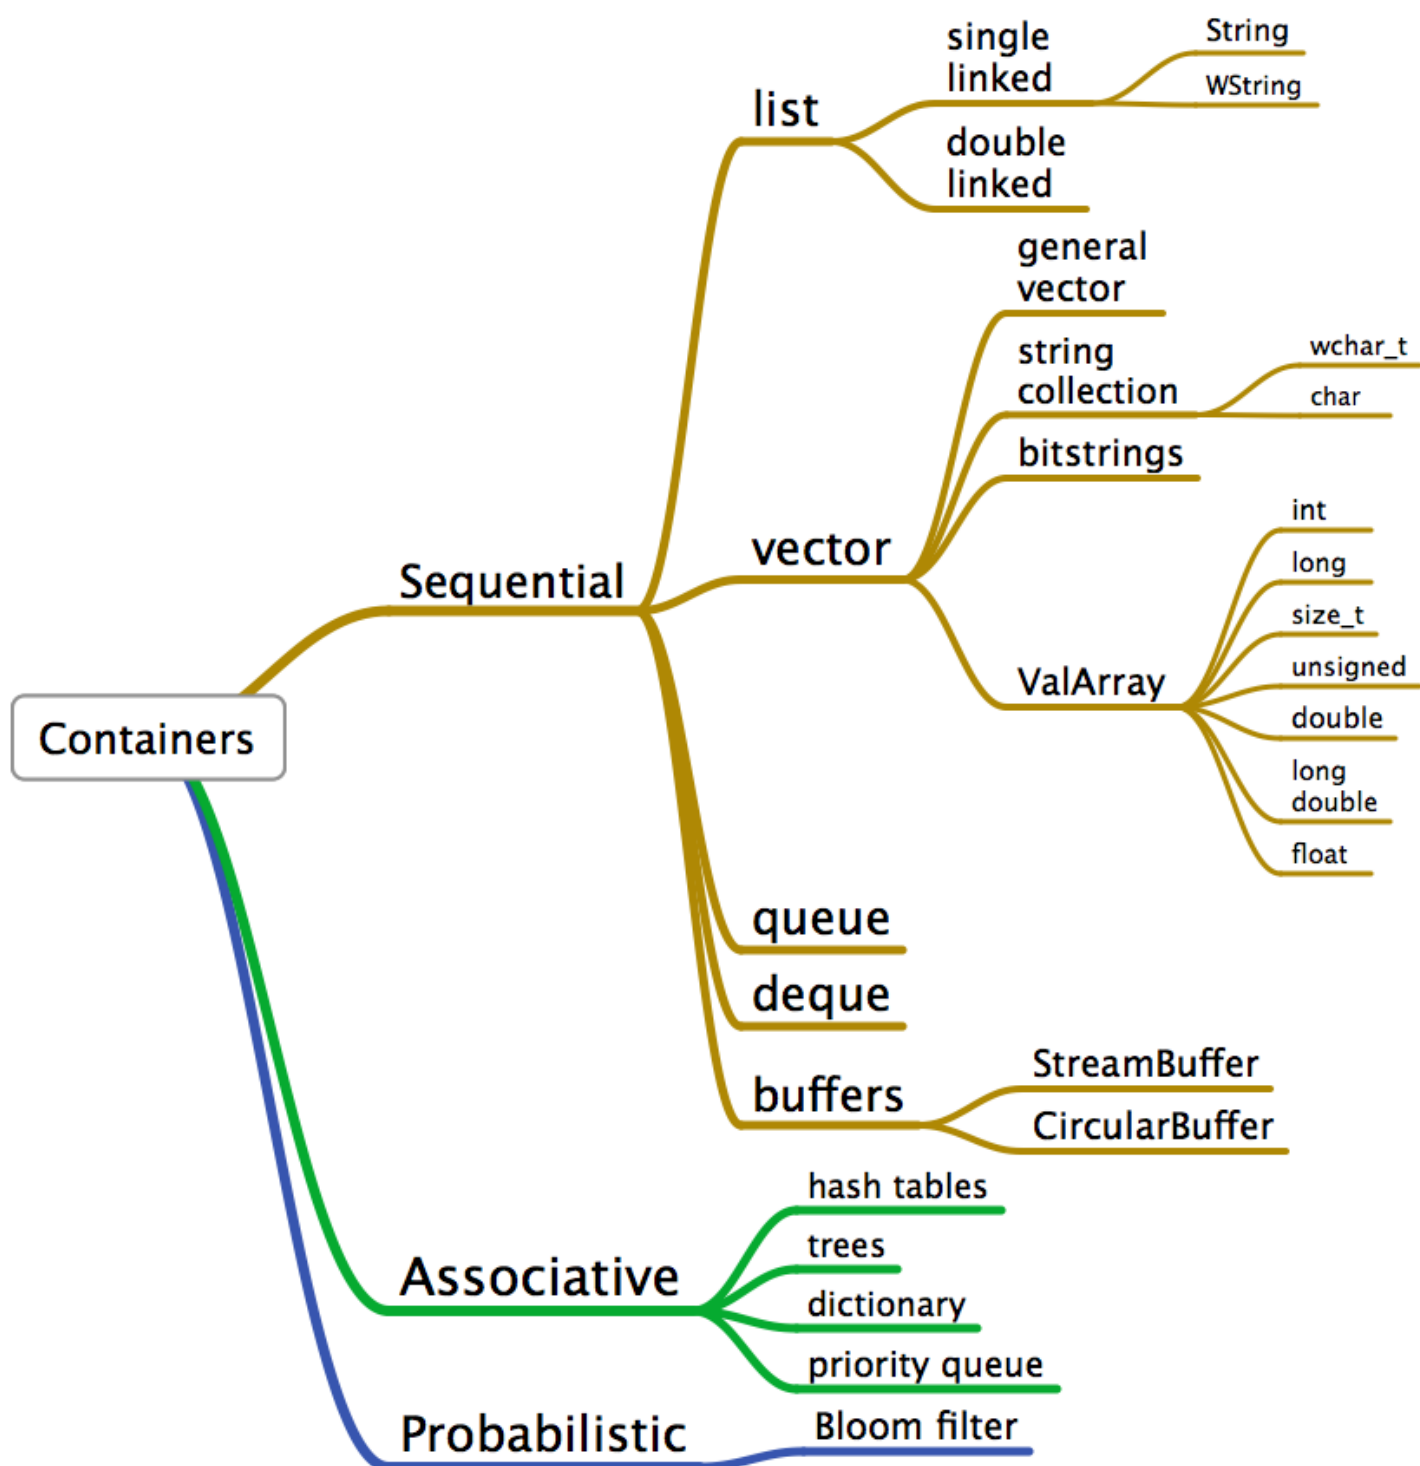 String
single
linked
WString
list
double
linked
general
vector
string
collection
wchar_t
char
bitstrings
int
vector
long
Sequential
size_t
unsigned
ValArray
double
Containers
long
double
float
queue
deque
StreamBuffer
buffers
CircularBuffer
hash tables
trees
Associative
dictionary
priority queue
Bloom filter
Probabilistic